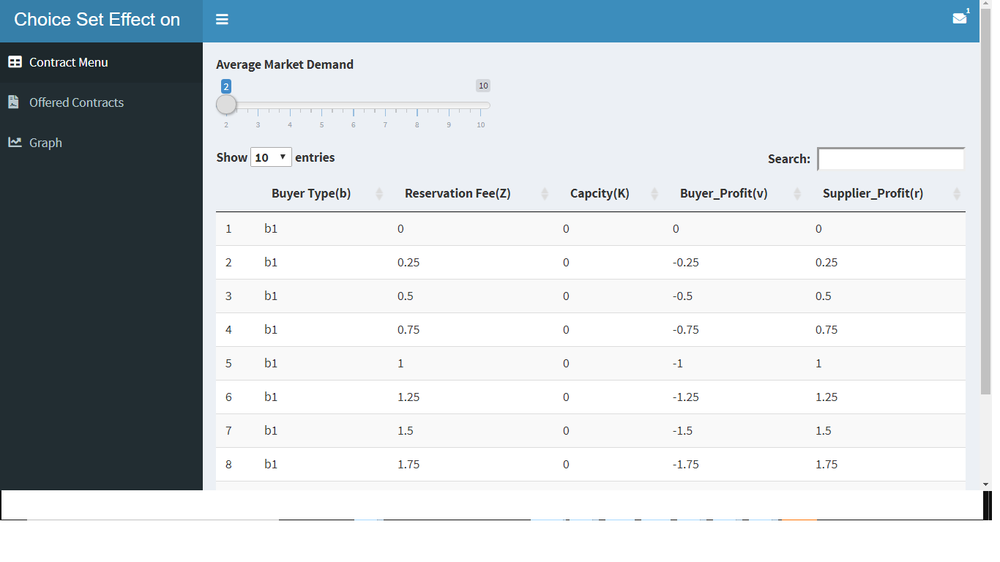 Choice Set Effect on
1
Contract Menu
Offered Contracts
Graph
Average Market Demand
2 10
2 3 4 5 6 7 8 9 10
Show 10 entries
Search:
Buyer Type(b) Reservation Fee(Z) Capcity(K) Buyer_Profit(v) Supplier_Profit(r)
1 b1 0 0 0 0
2 b1 0.25 0 -0.25 0.25
3 b1 0.5 0 -0.5 0.5
4 b1 0.75 0 -0.75 0.75
5 b1 1 0 -1 1
6 b1 1.25 0 -1.25 1.25
7 b1 1.5 0 -1.5 1.5
8 b1 1.75 0 -1.75 1.75